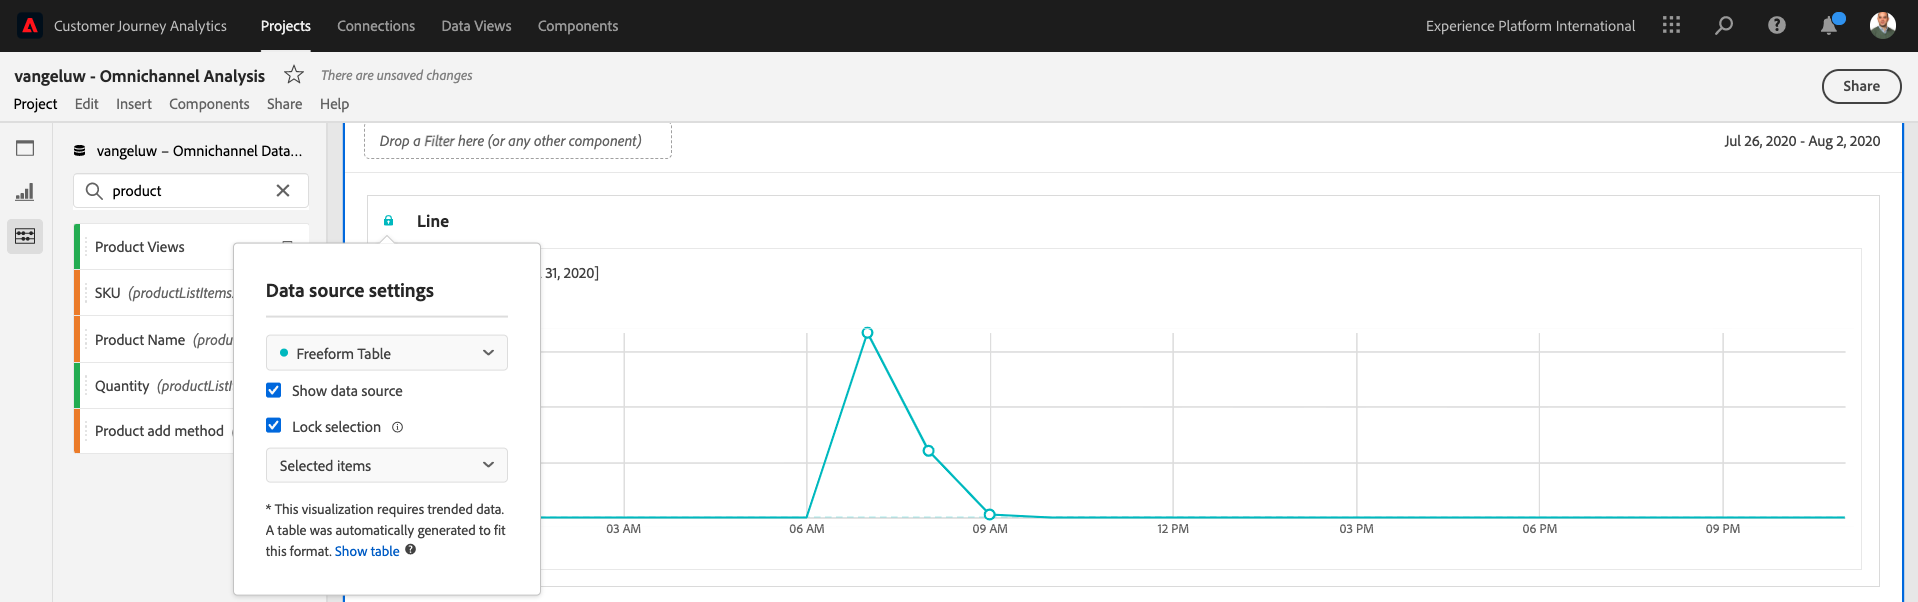 Customer Journey Analytics Projects Connections Data Views Components Experience Platform International
vangeluw - Omnichannel Analysis There are unsaved changes
Share
Project Edit Insert Components Share Help
vangeluw – Omnichannel Data...
product
Product Views
SKU (productListItems.
Product Name (produ
Quantity (productListI
Product add method (
Drop a Filter here (or any other component)
Jul 26, 2020 - Aug 2, 2020
Line
31, 2020]
Data source settings
Freeform Table
Show data source
Lock selection
Selected items
* This visualization requires trended data.
A table was automatically generated to fit
this format. Show table
03 AM 06 AM 09 AM 12 PM 03 PM 06 PM 09 PM